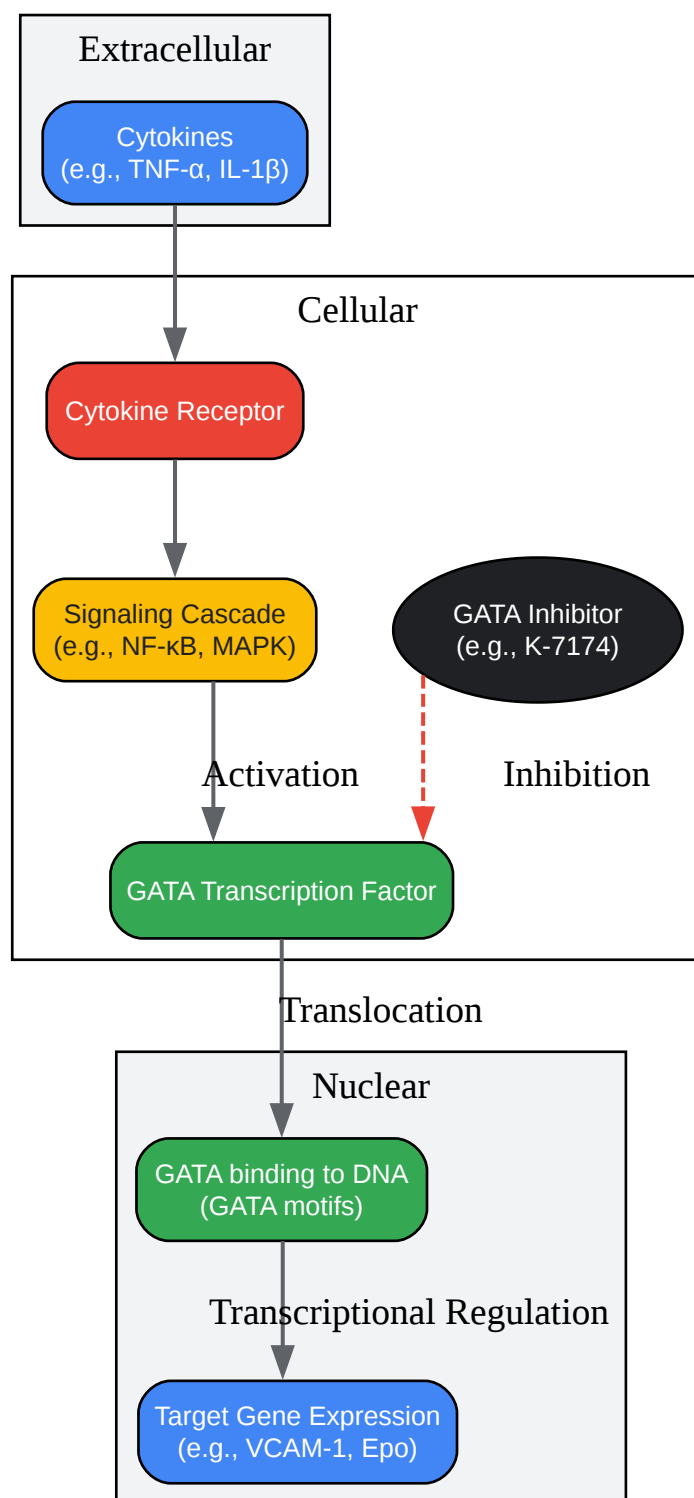 Extracellular
Cytokines
(e.g., TNF-α, IL-1β)
Cellular
Cytokine Receptor
Signaling Cascade
(e.g., NF-κB, MAPK)
GATA Inhibitor
(e.g., K-7174)
Activation
Inhibition
GATA Transcription Factor
Translocation
Nuclear
GATA binding to DNA
(GATA motifs)
Transcriptional Regulation
Target Gene Expression
(e.g., VCAM-1, Epo)